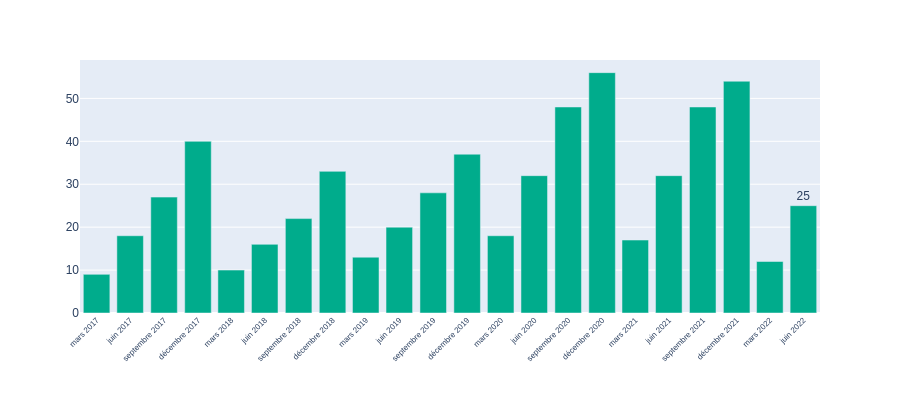 50
40
30
20
10
0
25
mars 2017
juin 2017
septembre 2017
décembre 2017
mars 2018
juin 2018
septembre 2018
décembre 2018
mars 2019
juin 2019
septembre 2019
décembre 2019
mars 2020
juin 2020
septembre 2020
décembre 2020
mars 2021
juin 2021
septembre 2021
décembre 2021
mars 2022
juin 2022